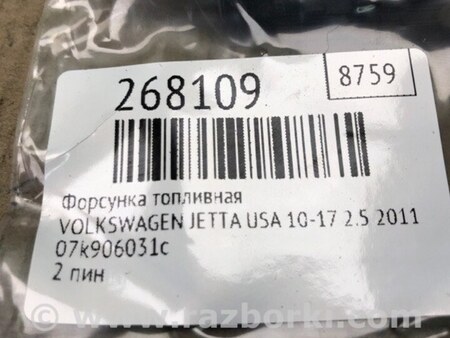 268109
8759
Форсунка топливная
VOLKSWAGEN JETTA USA 10-17 2.5 2011
07k906031c
2 пин
© www.razborki.com